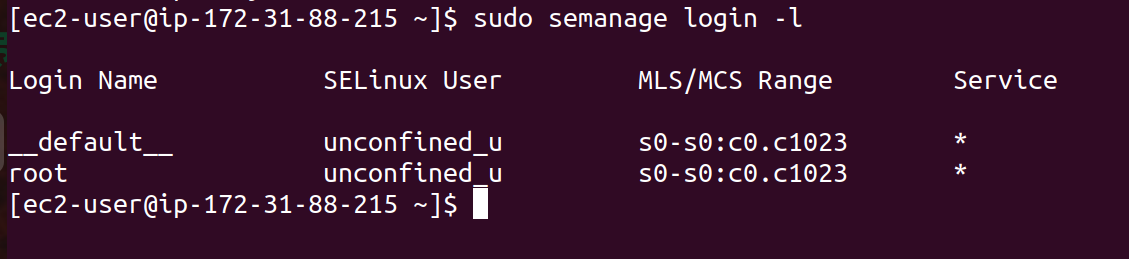 [ec2-user@ip-172-31-88-215 ~]$ sudo semanage login -l
Login Name SELinux User MLS/MCS Range Service
__default__ unconfined_u s0-s0:c0.c1023 *
root unconfined_u s0-s0:c0.c1023 *
[ec2-user@ip-172-31-88-215 ~]$